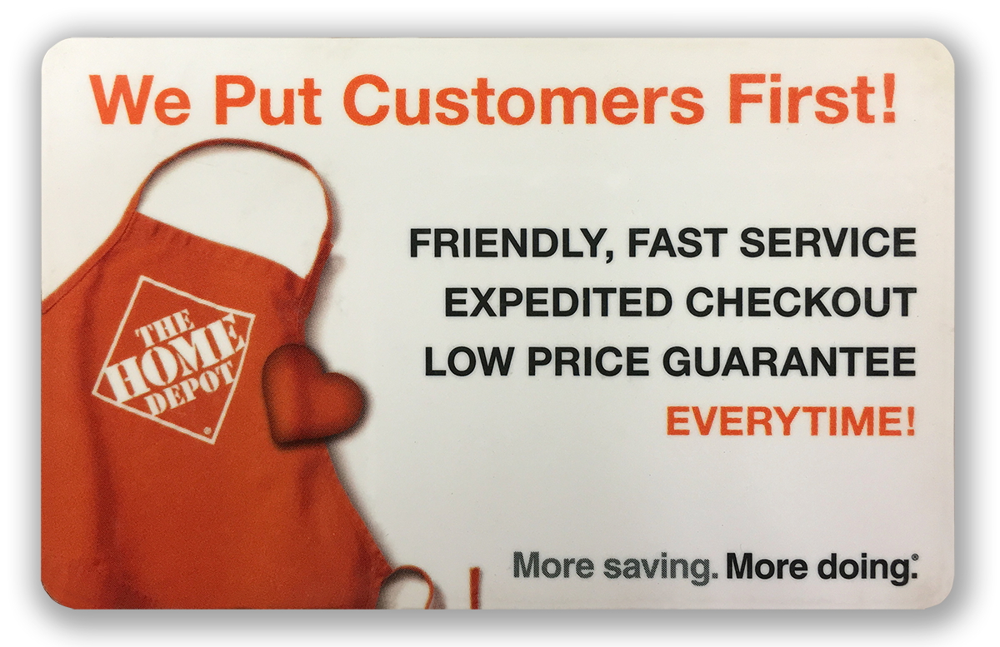 We Put Customers First!
FRIENDLY, FAST SERVICE
EXPEDITED CHECKOUT
LOW PRICE GUARANTEE
EVERYTIME!
THE
HOME
DEPOT
®
More saving. More doing.®